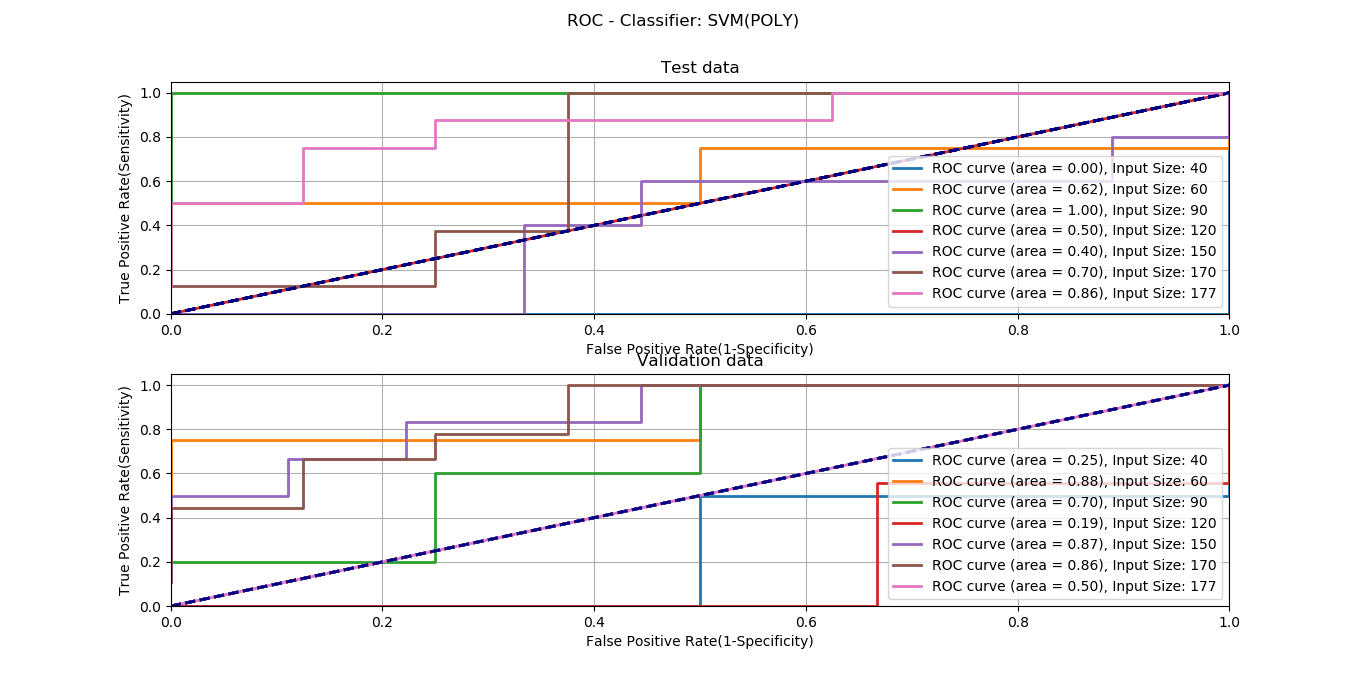 ROC - Classifier: SVM(POLY)
Test data
True Positive Rate(Sensitivity)
1.0
0.8
0.6
0.4
0.2
0.0
ROC curve (area = 0.00), Input Size: 40
ROC curve (area = 0.62), Input Size: 60
ROC curve (area = 1.00), Input Size: 90
ROC curve (area = 0.50), Input Size: 120
ROC curve (area = 0.40), Input Size: 150
ROC curve (area = 0.70), Input Size: 170
ROC curve (area = 0.86), Input Size: 177
0.0 0.2 0.4 0.6 0.8 1.0
False Positive Rate(1-Specificity)
Validation data
True Positive Rate(Sensitivity)
1.0
0.8
0.6
0.4
0.2
0.0
ROC curve (area = 0.25), Input Size: 40
ROC curve (area = 0.88), Input Size: 60
ROC curve (area = 0.70), Input Size: 90
ROC curve (area = 0.19), Input Size: 120
ROC curve (area = 0.87), Input Size: 150
ROC curve (area = 0.86), Input Size: 170
ROC curve (area = 0.50), Input Size: 177
0.0 0.2 0.4 0.6 0.8 1.0
False Positive Rate(1-Specificity)